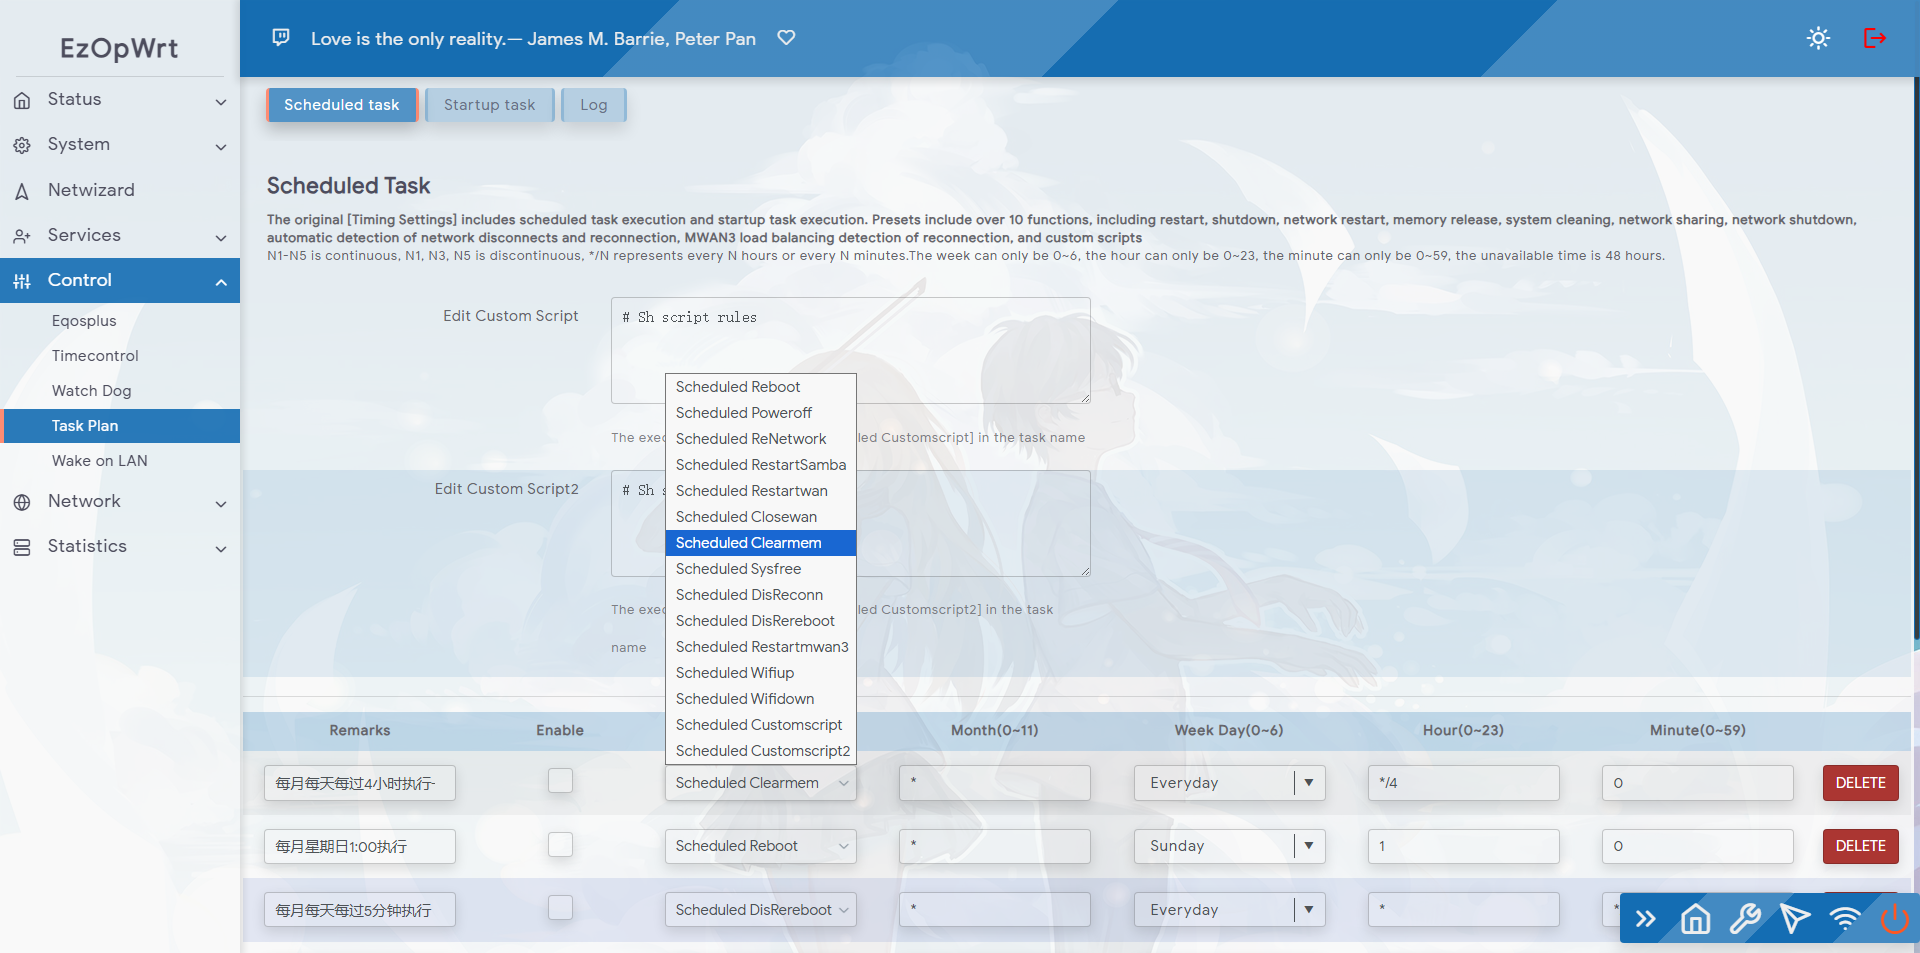 EzOpWrt
Love is the only reality.— James M. Barrie, Peter Pan
Status
System
Netwizard
Services
Control
Eqosplus
Timecontrol
Watch Dog
Task Plan
Wake on LAN
Network
Statistics
Scheduled task
Startup task
Log
Scheduled Task
The original [Timing Settings] includes scheduled task execution and startup task execution. Presets include over 10 functions, including restart, shutdown, network restart, memory release, system cleaning, network sharing, network shutdown,
automatic detection of network disconnects and reconnection, MWAN3 load balancing detection of reconnection, and custom scripts
N1-N5 is continuous, N1, N3, N5 is discontinuous, */N represents every N hours or every N minutes.The week can only be 0~6, the hour can only be 0~23, the minute can only be 0~59, the unavailable time is 48 hours.
Edit Custom Script
# Sh script rules
The
Customscript] in the task name
Edit Custom Script2
# Sh
The
Customscript2] in the task
name
Scheduled Reboot
Scheduled Poweroff
Scheduled ReNetwork
Scheduled RestartSamba
Scheduled Restartwan
Scheduled Closewan
Scheduled Clearmem
Scheduled Sysfree
Scheduled DisReconn
Scheduled DisRereboot
Scheduled Restartmwan3
Scheduled Wifiup
Scheduled Wifidown
Scheduled Customscript
Scheduled Customscript2
Remarks Enable Month(0~11) Week Day(0~6) Hour(0~23) Minute(0~59)
每月每天每过4小时执行- Scheduled Clearmem * Everyday */4 0 DELETE
每月星期日1:00执行 Scheduled Reboot * Sunday 1 0 DELETE
每月每天每过5分钟执行 Scheduled DisRereboot * Everyday * *